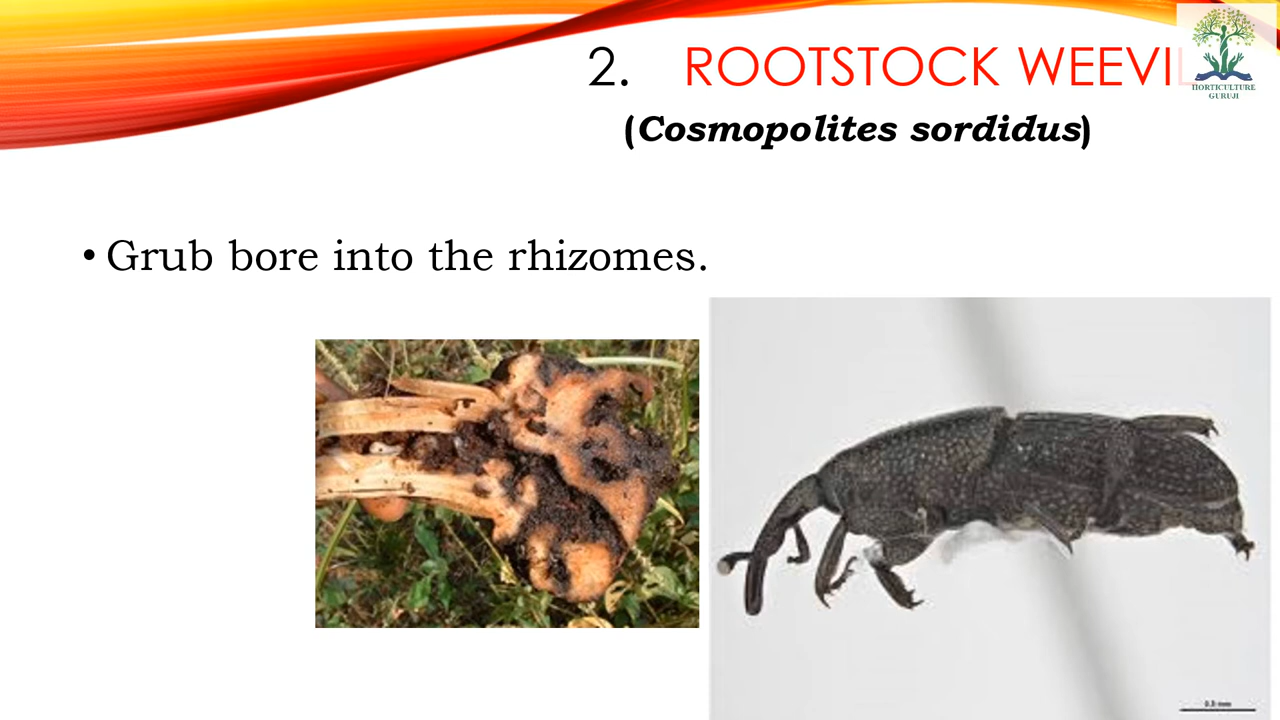 2. ROOTSTOCK WEEVIL
(Cosmopolites sordidus)
HORTICULTURE
GURUJI
• Grub bore into the rhizomes.